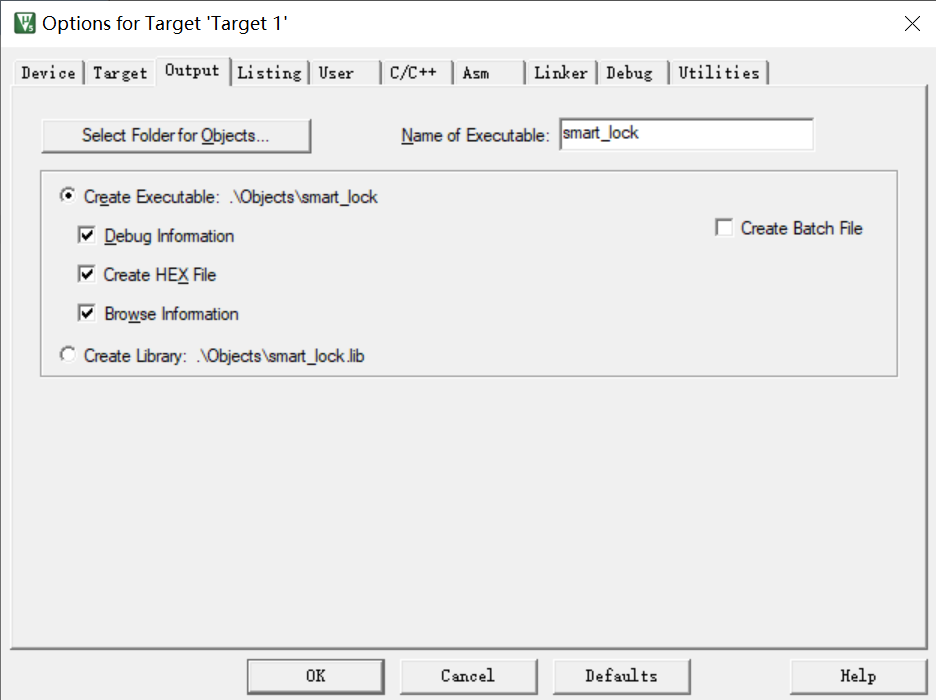 Options for Target 'Target 1'
Device Target Output Listing User C/C++ Asm Linker Debug Utilities
Select Folder for Objects... Name of Executable: smart_lock
Create Executable: .\Objects\smart_lock
Debug Information Create Batch File
Create HEX File
Browse Information
Create Library: .\Objects\smart_lock.lib
OK Cancel Defaults Help